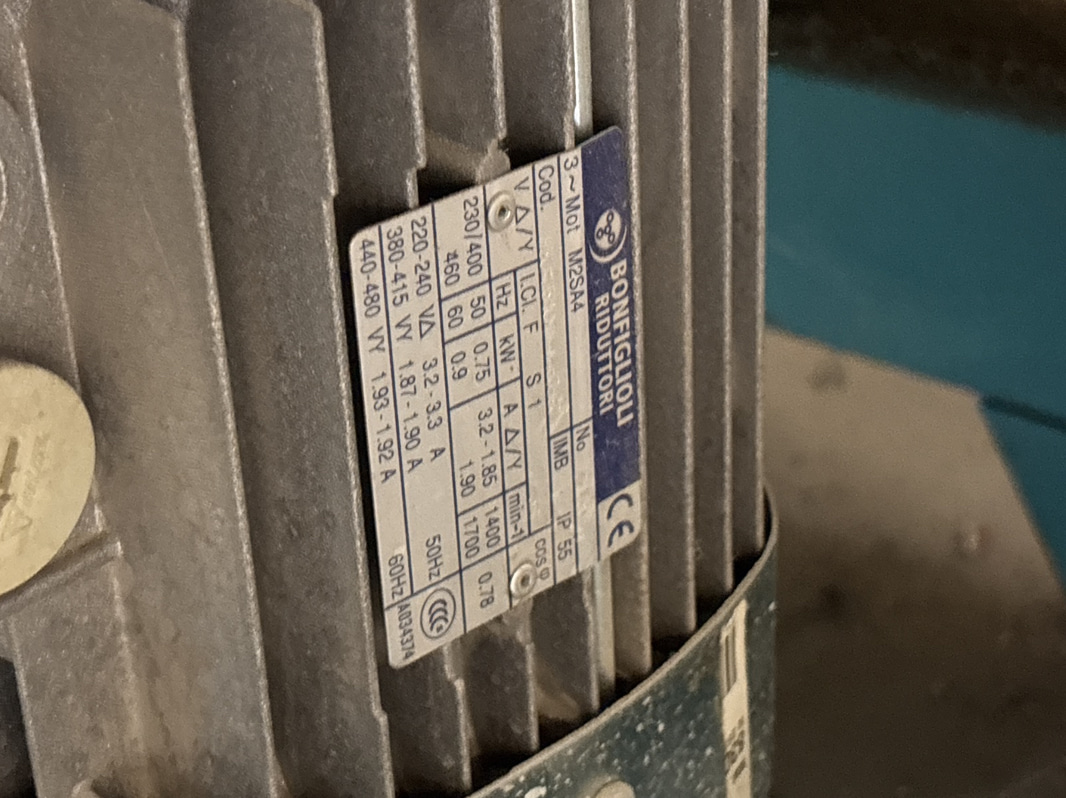 BONFIGLIOLI
RIDUTTORI
CE
3~Mot M2SA4 No
Cod. IMB IP 55
I.Cl. F S 1
V Δ/Y Hz kW A Δ/Y min-1 cosφ
230/400 50 0.75 3.2-1.85 1400 0.78
460 60 0.9 1.90 1700
220-240 VΔ 3.2-3.3 A 50Hz
380-415 VY 1.87-1.90 A
440-480 VY 1.93-1.92 A 60Hz
A034374